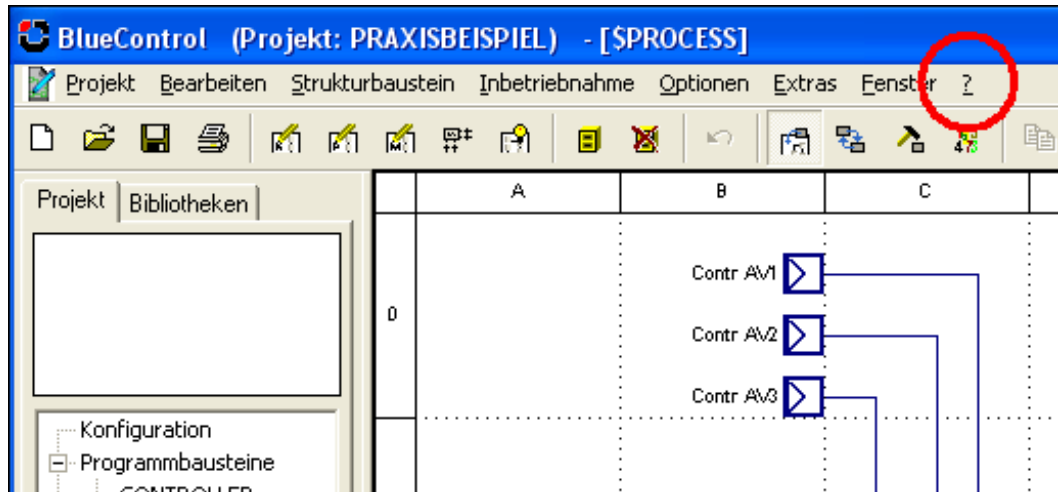 BlueControl (Projekt: PRAXISBEISPIEL) - [$PROCESS]
Projekt Bearbeiten Strukturbaustein Inbetriebnahme Optionen Extras Fenster ?
Projekt Bibliotheken
A B C
Contr AV1
0
Contr AV2
Contr AV3
Konfiguration
Programmbausteine
CONTROLLER